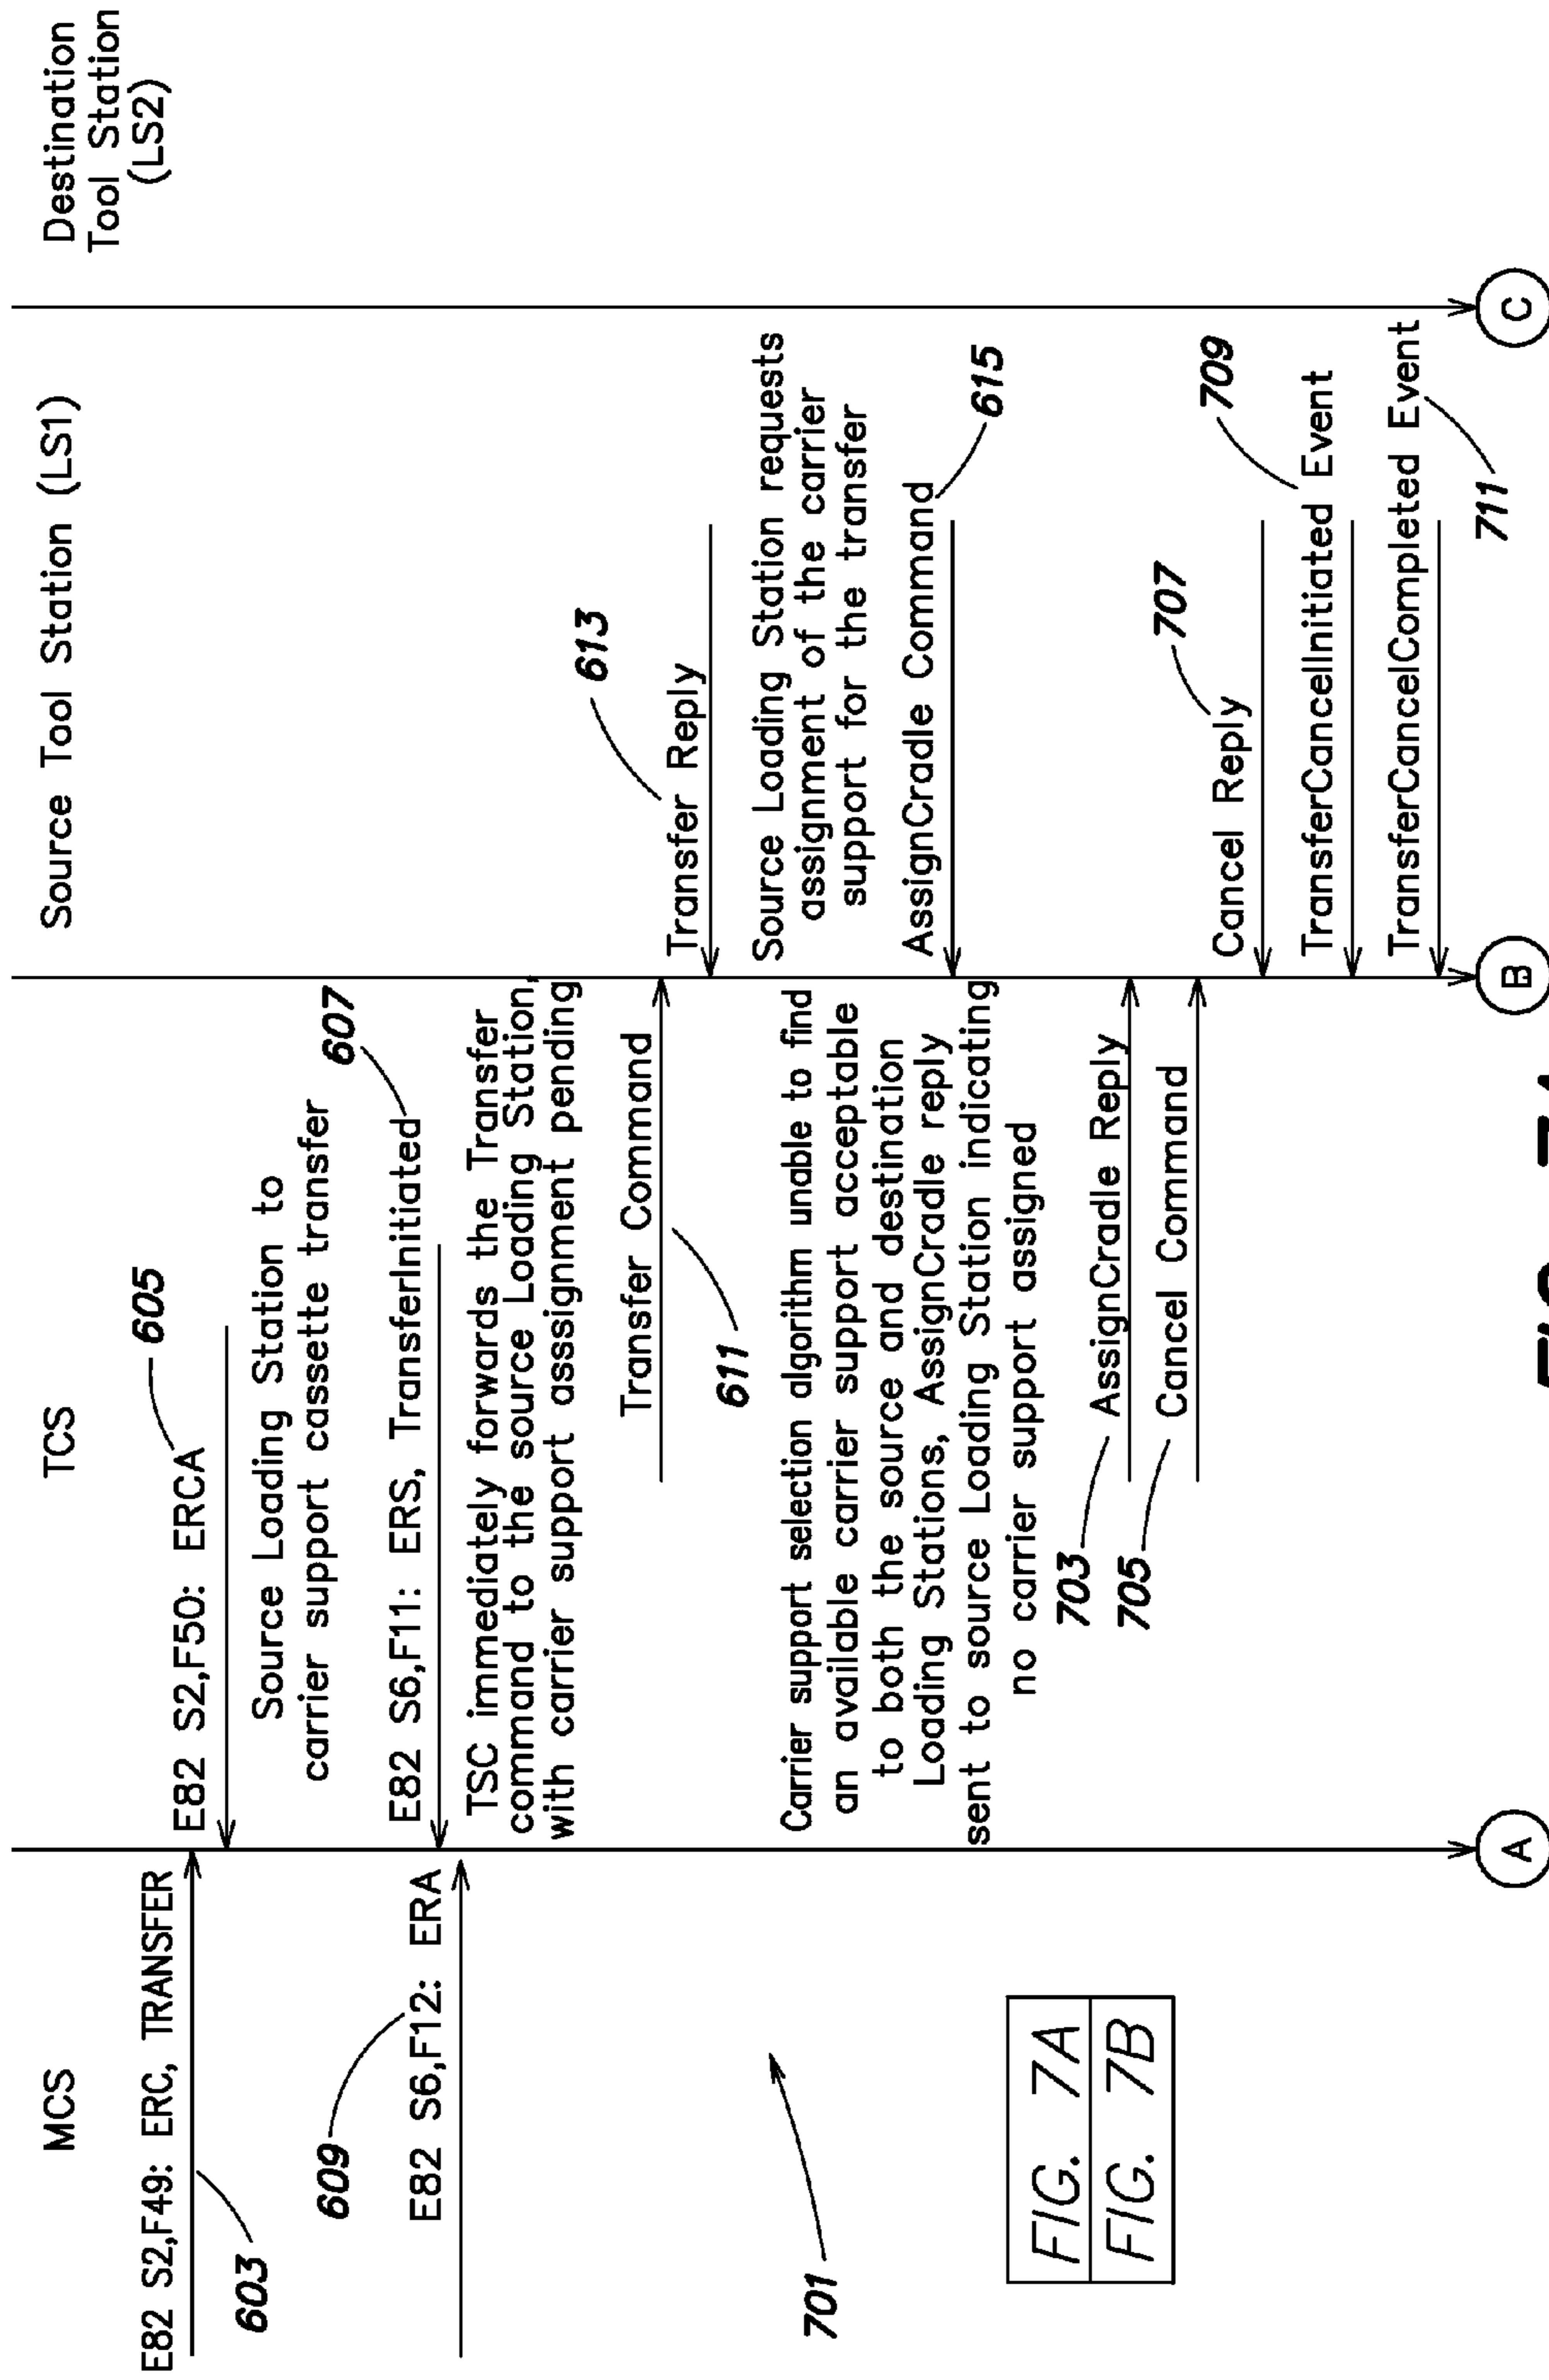 MCS
TCS
Source Tool Station (LS1)
Destination
Tool Station
(LS2)
E82 S2,F49: ERC, TRANSFER
603
E82 S2,F50: ERCA
605
Source Loading Station to
carrier support cassette transfer
607
E82 S6,F11: ERS, TransferInitiated
609
E82 S6,F12: ERA
TSC immediately forwards the Transfer
command to the source Loading Station,
with carrier support assignment pending
Transfer Command
611
613
Transfer Reply
Source Loading Station requests
assignment of the carrier
support for the transfer
AssignCradle Command
615
Carrier support selection algorithm unable to find
an available carrier support acceptable
to both the source and destination
Loading Stations, AssignCradle reply
sent to source Loading Station indicating
no carrier support assigned
703
AssignCradle Reply
705
Cancel Command
707
Cancel Reply
709
TransferCancelInitiated Event
TransferCancelCompleted Event
711
701
FIG. 7A
FIG. 7B
A
B
C